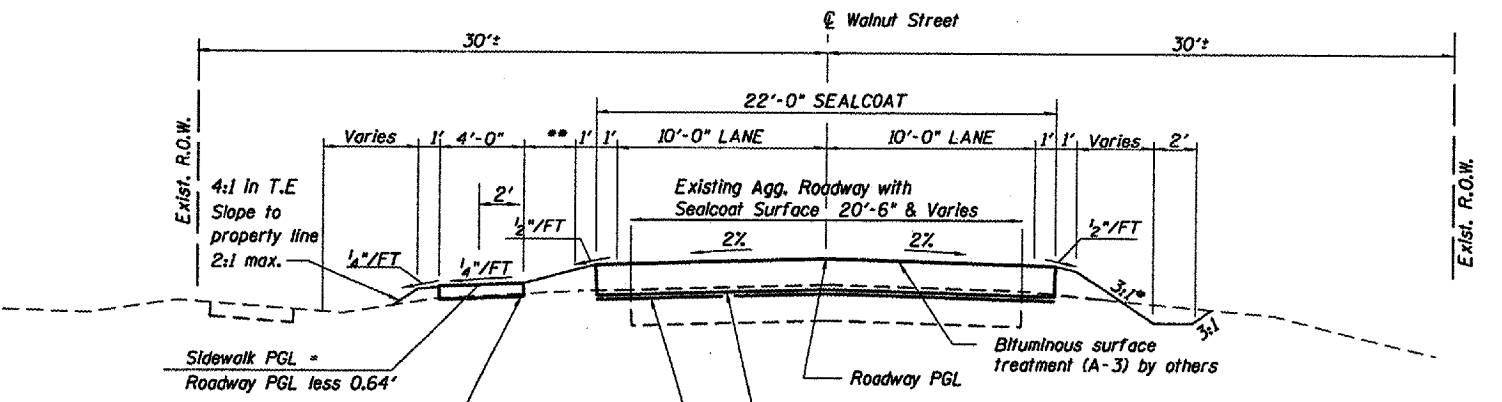 ℄ Walnut Street
30'± 30'±
22'-0" SEALCOAT
Varies 1' 4'-0" ** 1' 1' 10'-0" LANE 10'-0" LANE 1' 1' Varies 2'
Exist. R.O.W.
Exist. R.O.W.
4:1 in T.E
Slope to
property line
2:1 max.
2'
Existing Agg. Roadway with
Sealcoat Surface 20'-6" & Varies
1/2"/FT
1/2"/FT
2% 2%
1/4"/FT
1/4"/FT
3:1*
3:1
Sidewalk PGL =
Roadway PGL less 0.64'
Roadway PGL
Bituminous surface
treatment (A-3) by others